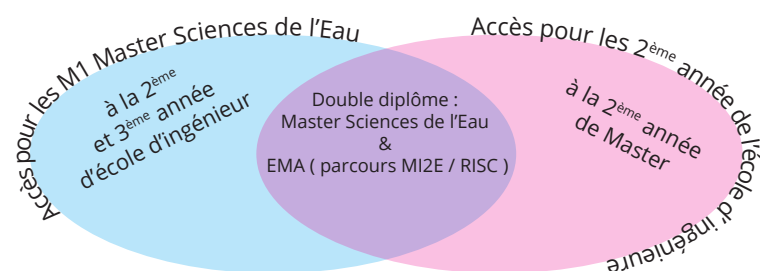 Accès pour les M1 Master Sciences de l’Eau
à la 2ème
et 3ème année
d’école d’ingénieur
Double diplôme :
Master Sciences de l’Eau
&
EMA ( parcours MI2E / RISC )
Accès pour les 2ème année de l’école d’ingénieure
à la 2ème année
de Master